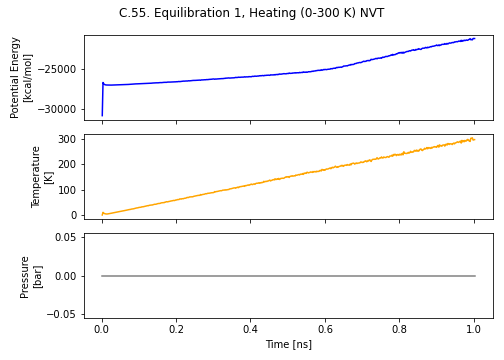 C.55. Equilibration 1, Heating (0-300 K) NVT
Potential Energy
[kcal/mol]
−25000
−30000
Temperature
[K]
300
200
100
0
Pressure
[bar]
0.05
0.00
−0.05
0.0 0.2 0.4 0.6 0.8 1.0
Time [ns]